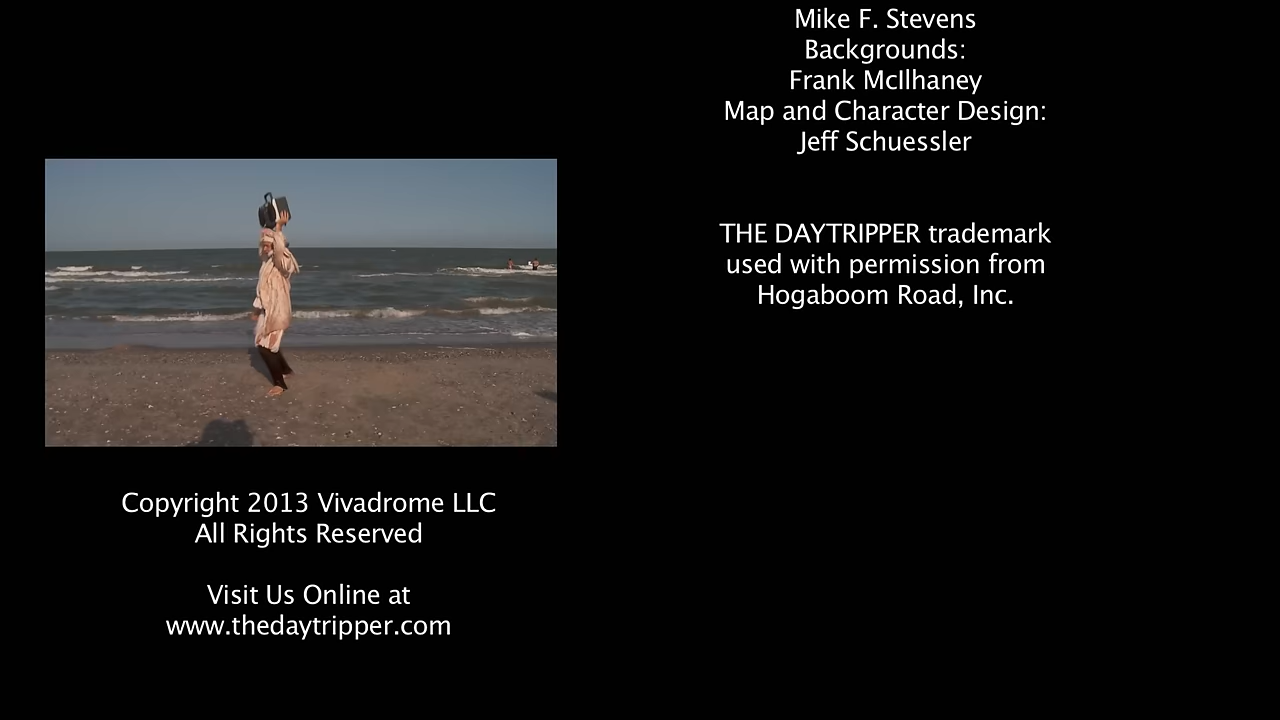 Mike F. Stevens
Backgrounds:
Frank McIlhaney
Map and Character Design:
Jeff Schuessler
THE DAYTRIPPER trademark
used with permission from
Hogaboom Road, Inc.
Copyright 2013 Vivadrome LLC
All Rights Reserved
Visit Us Online at
www.thedaytripper.com